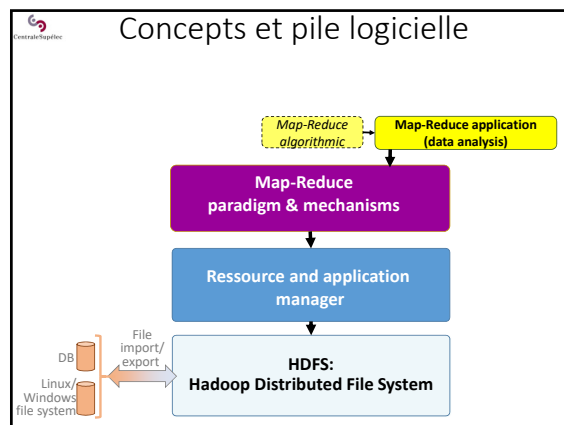 CentraleSupélec
Concepts et pile logicielle
Map-Reduce
algorithmic
Map-Reduce application
(data analysis)
Map-Reduce
paradigm & mechanisms
Ressource and application
manager
File
import/
export
DB
Linux/
Windows
file system
HDFS:
Hadoop Distributed File System